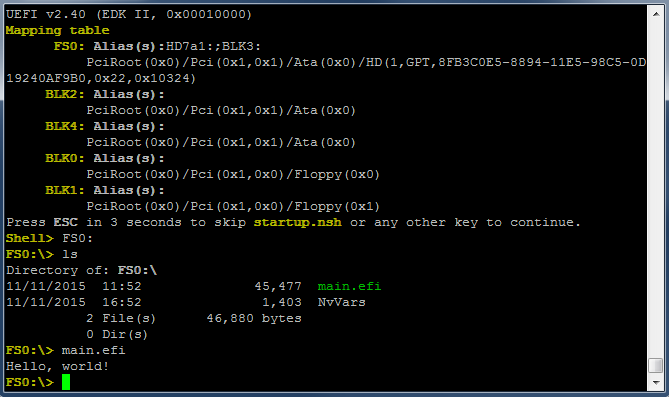 UEFI v2.40 (EDK II, 0x00010000)
Mapping table
FS0: Alias(s):HD7a1:;BLK3:
PciRoot(0x0)/Pci(0x1,0x1)/Ata(0x0)/HD(1,GPT,8FB3C0E5-8894-11E5-98C5-0D
19240AF9B0,0x22,0x10324)
BLK2: Alias(s):
PciRoot(0x0)/Pci(0x1,0x1)/Ata(0x0)
BLK4: Alias(s):
PciRoot(0x0)/Pci(0x1,0x1)/Ata(0x0)
BLK0: Alias(s):
PciRoot(0x0)/Pci(0x1,0x0)/Floppy(0x0)
BLK1: Alias(s):
PciRoot(0x0)/Pci(0x1,0x0)/Floppy(0x1)
Press ESC in 3 seconds to skip startup.nsh or any other key to continue.
Shell> FS0:
FS0:\> ls
Directory of: FS0:\
11/11/2015 11:52 45,477 main.efi
11/11/2015 16:52 1,403 NvVars
2 File(s) 46,880 bytes
0 Dir(s)
FS0:\> main.efi
Hello, world!
FS0:\>